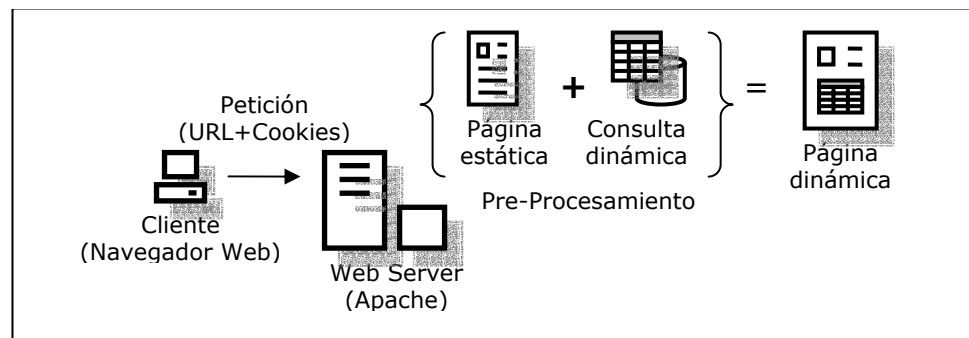 Petición
(URL+Cookies)
Cliente
(Navegador Web)
Web Server
(Apache)
+
Página
estática
Consulta
dinámica
Pre-Procesamiento
=
Página
dinámica